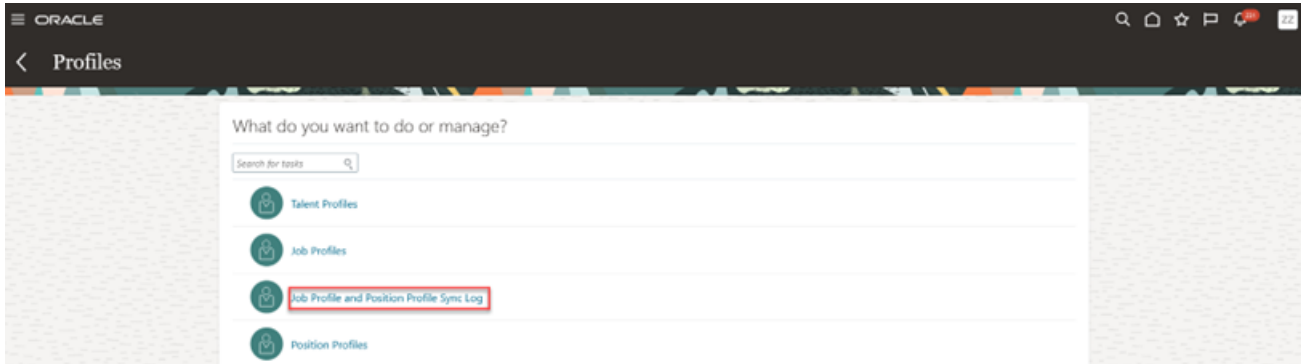 ORACLE
ZZ
Profiles
What do you want to do or manage?
Search for tasks
Talent Profiles
Job Profiles
Job Profile and Position Profile Sync Log
Position Profiles